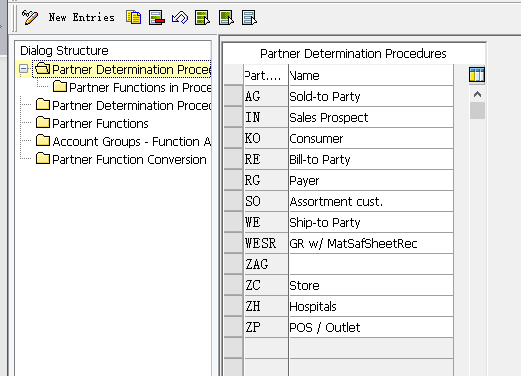 New Entries
Dialog Structure
Partner Determination Proce
Partner Functions in Proce
Partner Determination Proced
Partner Functions
Account Groups - Function A
Partner Function Conversion
Partner Determination Procedures
Part.... Name
AG Sold-to Party
IN Sales Prospect
KO Consumer
RE Bill-to Party
RG Payer
SO Assortment cust.
WE Ship-to Party
WESR GR w/ MatSafSheetRec
ZAG
ZC Store
ZH Hospitals
ZP POS / Outlet